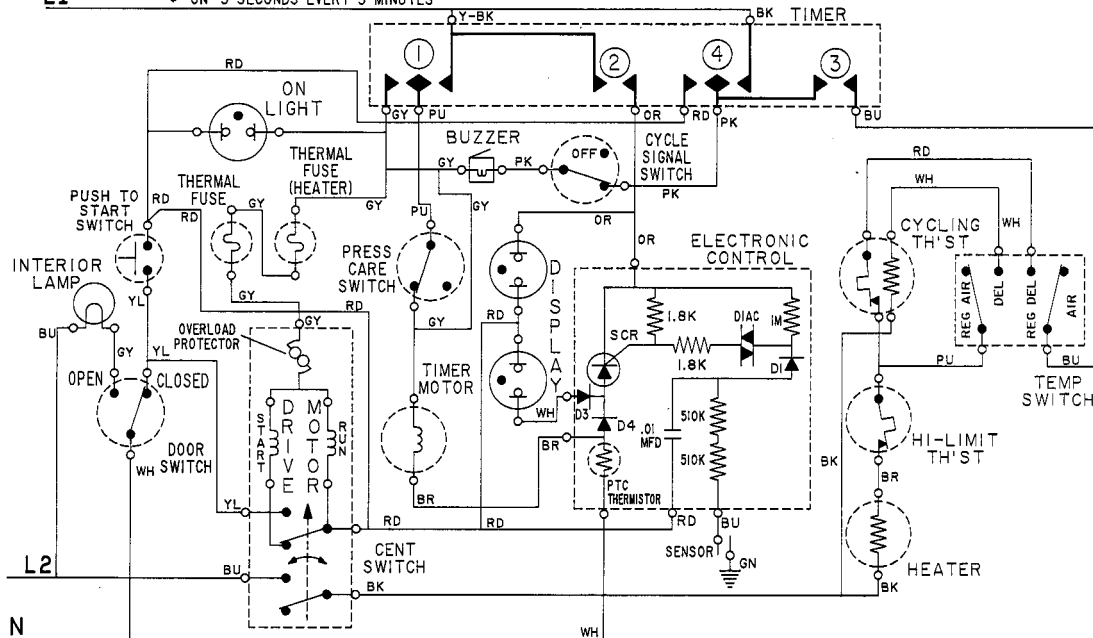 L1
ON 5 SECONDS EVERY 5 MINUTES
Y-BK
BK
TIMER
1
2
4
3
RD
ON
LIGHT
GY
PU
OR
RD
PK
BU
BUZZER
THERMAL
FUSE
(HEATER)
GY
PK
OFF
CYCLE
SIGNAL
SWITCH
PK
RD
WH
THERMAL
FUSE
GY
GY
GY
PUSH TO
START
SWITCH
RD
RD
PU
OR
OR
WH
CYCLING
TH'ST
PRESS
CARE
SWITCH
DISPLAY
ELECTRONIC
CONTROL
INTERIOR
LAMP
YL
GY
RD
GY
REG AIR
DEL
REG DEL
AIR
BU
GY
YL
OVERLOAD
PROTECTOR
GY
SCR
1.8K
DIAC
1M
1.8K
D1
PU
BU
TEMP
SWITCH
OPEN
CLOSED
TIMER
MOTOR
WH
D3
START
DRIVE
MOTOR
RUN
D4
.01
MFD
510K
510K
BR
BK
HI-LIMIT
TH'ST
DOOR
SWITCH
WH
PTC
THERMISTOR
BR
BR
YL
RD
RD
RD
BU
SENSOR
GN
CENT
SWITCH
HEATER
L2
BU
BK
BK
N
WH